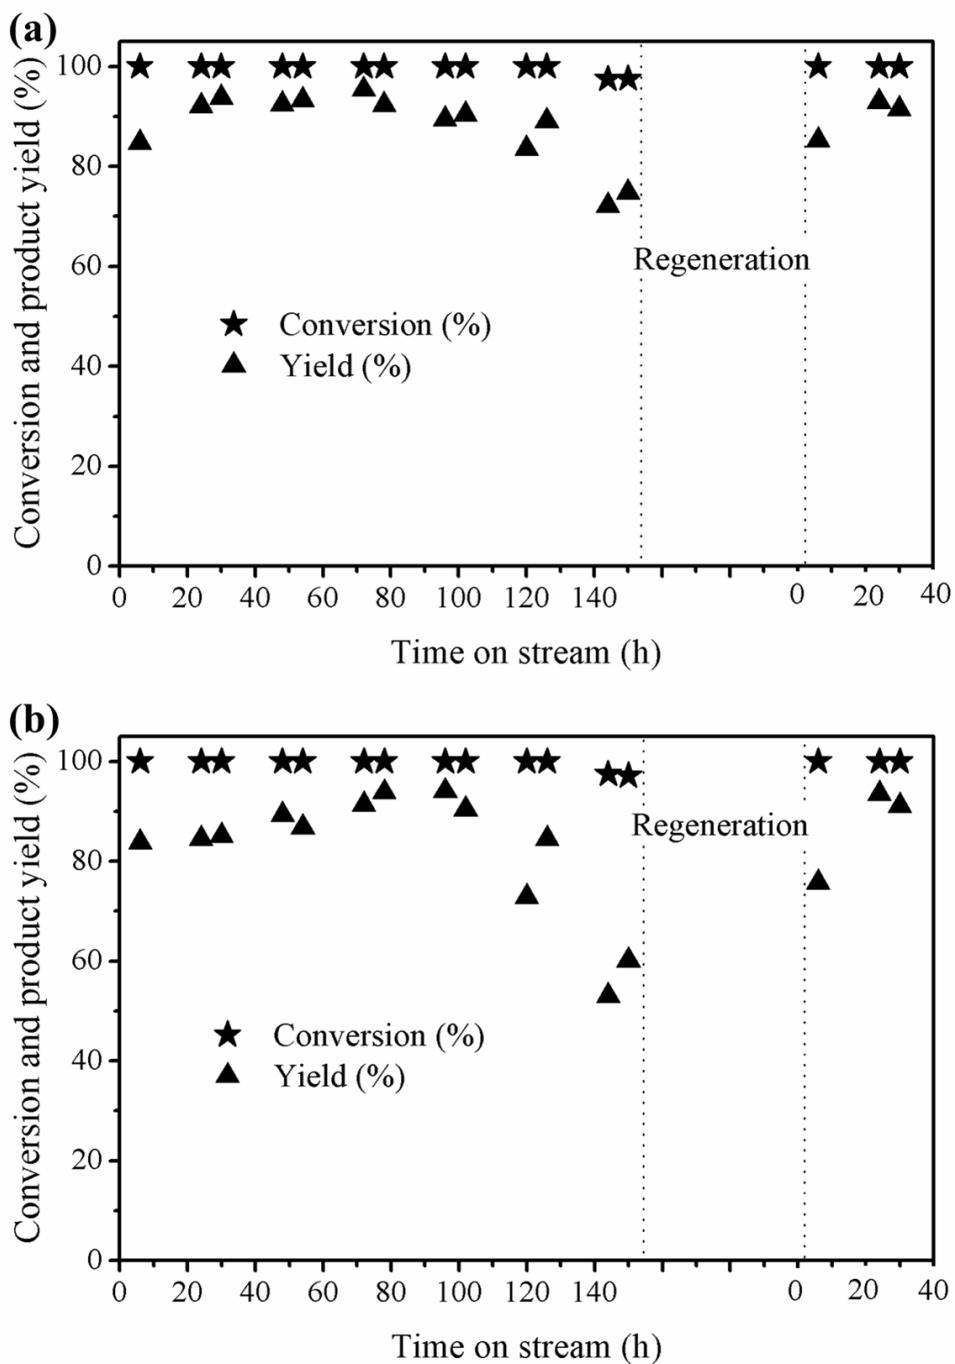 (a)
Conversion and product yield (%)
100
80
60
40
20
0
Regeneration
Conversion (%)
Yield (%)
0 20 40 60 80 100 120 140 0 20 40
Time on stream (h)
(b)
Conversion and product yield (%)
100
80
60
40
20
0
Regeneration
Conversion (%)
Yield (%)
0 20 40 60 80 100 120 140 0 20 40
Time on stream (h)